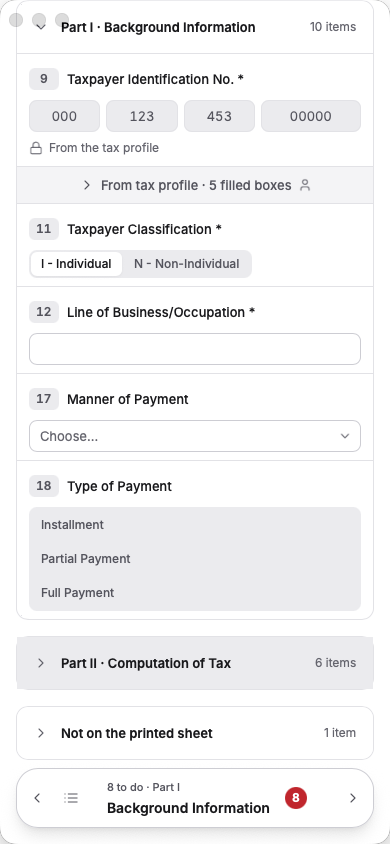 Part I · Background Information 10 items
9 Taxpayer Identification No. *
000 123 453 00000
From the tax profile
From tax profile · 5 filled boxes
11 Taxpayer Classification *
I - Individual N - Non-Individual
12 Line of Business/Occupation *
17 Manner of Payment
Choose...
18 Type of Payment
Installment
Partial Payment
Full Payment
Part II · Computation of Tax 6 items
Not on the printed sheet 1 item
8 to do · Part I
Background Information 8